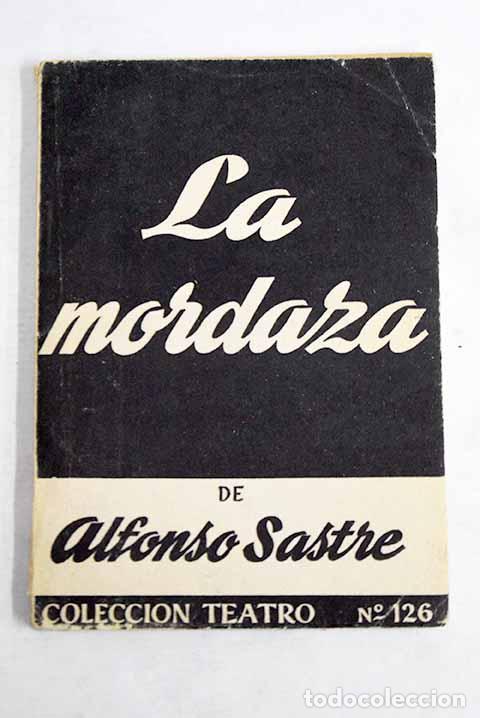 La
mordaza
DE
Alfonso Sastre
COLECCION TEATRO Nº 126
todocoleccion